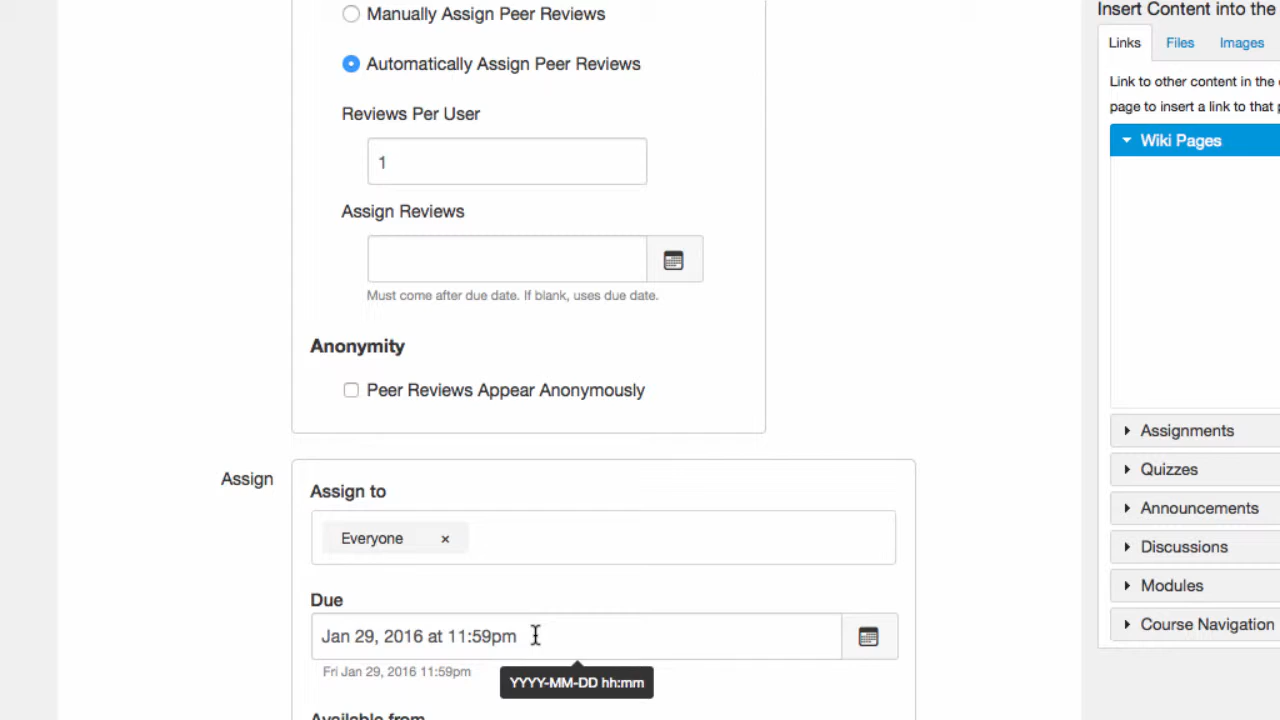 Manually Assign Peer Reviews
Automatically Assign Peer Reviews
Reviews Per User
1
Assign Reviews
Must come after due date. If blank, uses due date.
Anonymity
Peer Reviews Appear Anonymously
Assign
Assign to
Everyone ×
Due
Jan 29, 2016 at 11:59pm
Fri Jan 29, 2016 11:59pm
YYYY-MM-DD hh:mm
Available from
Insert Content into the
Links Files Images
Link to other content in the
page to insert a link to that
Wiki Pages
Assignments
Quizzes
Announcements
Discussions
Modules
Course Navigation